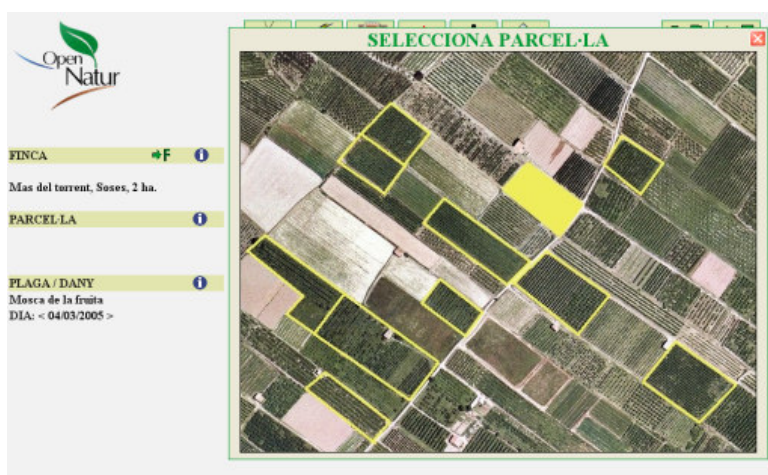 Open
Natur
SELECCIONA PARCEL·LA
FINCA F i
Mas del torrent, Soses, 2 ha.
PARCEL·LA i
PLAGA / DANY i
Mosca de la fruita
DIA: < 04/03/2005 >